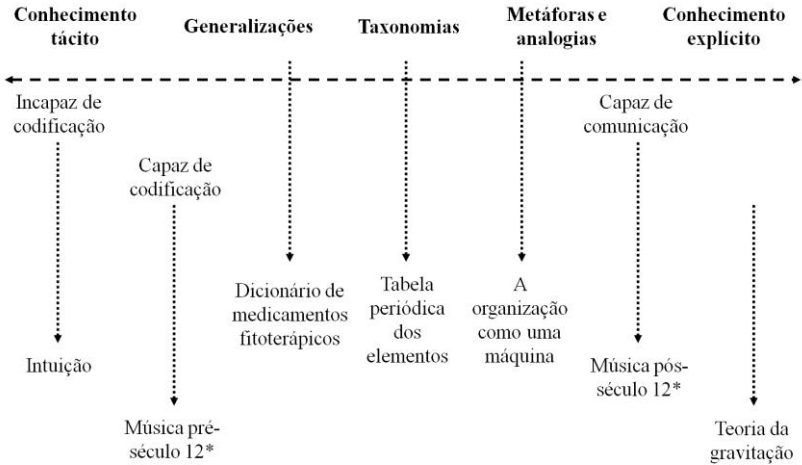 Conhecimento
tácito
Generalizações
Taxonomias
Metáforas e
analogias
Conhecimento
explícito
Incapaz de
codificação
Capaz de
comunicação
Capaz de
codificação
Dicionário de
medicamentos
fitoterápicos
Tabela
periódica
dos
elementos
A
organização
como uma
máquina
Intuição
Música pós-
século 12*
Música pré-
século 12*
Teoria da
gravitação